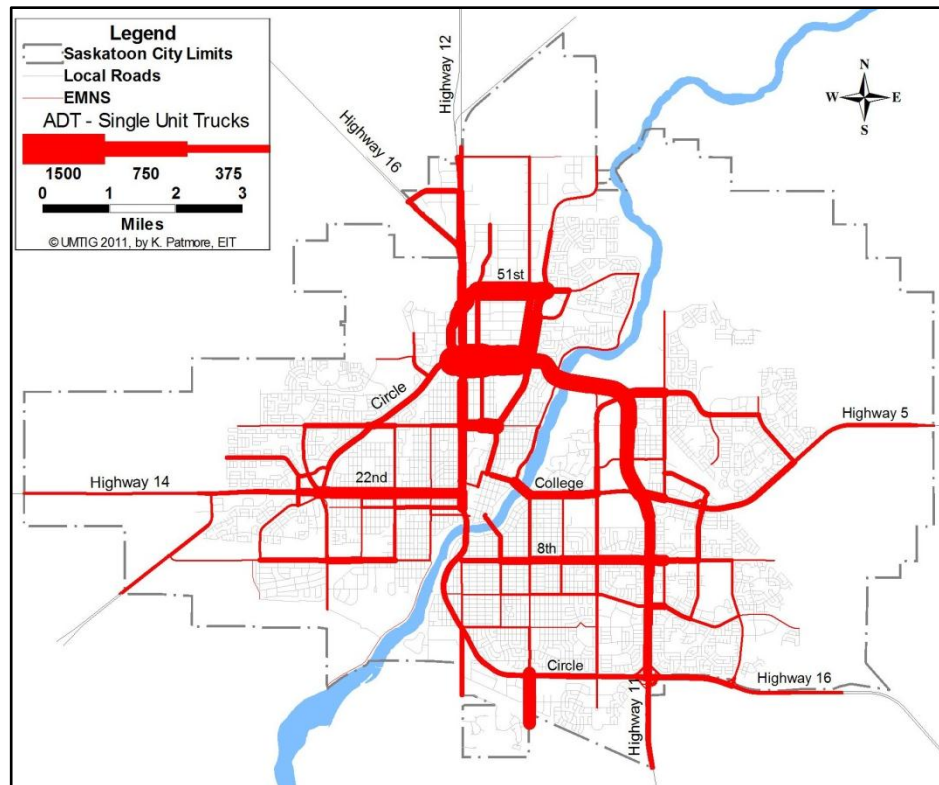 Legend
Saskatoon City Limits
Local Roads
EMNS
ADT - Single Unit Trucks
1500 750 375
0 1 2 3
Miles
© UMTIG 2011, by K. Patmore, EIT
Highway 12
Highway 16
N
W E
S
51st
Circle
Highway 5
Highway 14
22nd
College
8th
Circle
Highway 11
Highway 16